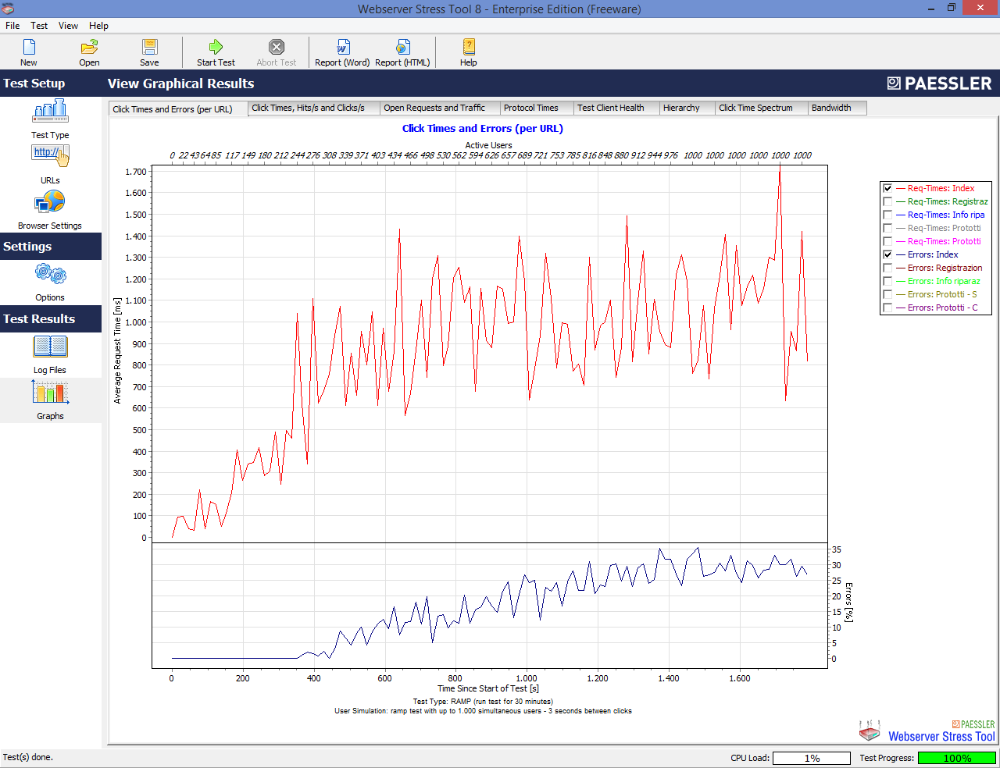 Webserver Stress Tool 8 - Enterprise Edition (Freeware)
File Test View Help
New Open Save Start Test Abort Test Report (Word) Report (HTML) Help
Test Setup
View Graphical Results
PAESSLER
Test Type
http://
URLs
Browser Settings
Settings
Options
Test Results
Log Files
Graphs
Click Times and Errors (per URL) Click Times, Hits/s and Clicks/s Open Requests and Traffic Protocol Times Test Client Health Hierarchy Click Time Spectrum Bandwidth
Click Times and Errors (per URL)
Active Users
0 22 43 64 85 117 149 180 212 244 276 308 339 371 403 434 466 498 530 562 594 626 657 689 721 753 785 816 848 880 912 944 976 1000 1000 1000 1000 1000 1000
1.700
1.600
1.500
1.400
1.300
1.200
1.100
1.000
900
800
700
600
500
400
300
200
100
0
Average Request Time [ms]
35
30
25
20
15
10
5
0
Errors [%]
0 200 400 600 800 1.000 1.200 1.400 1.600
Time Since Start of Test [s]
Test Type: RAMP (run test for 30 minutes)
User Simulation: ramp test with up to 1.000 simultaneous users - 3 seconds between clicks
Req-Times: Index
Req-Times: Registraz
Req-Times: Info ripa
Req-Times: Prototti
Req-Times: Prototti
Errors: Index
Errors: Registrazion
Errors: Info riparaz
Errors: Prototti - S
Errors: Prototti - C
PAESSLER
Webserver Stress Tool
Test(s) done.
CPU Load: 1% Test Progress: 100%